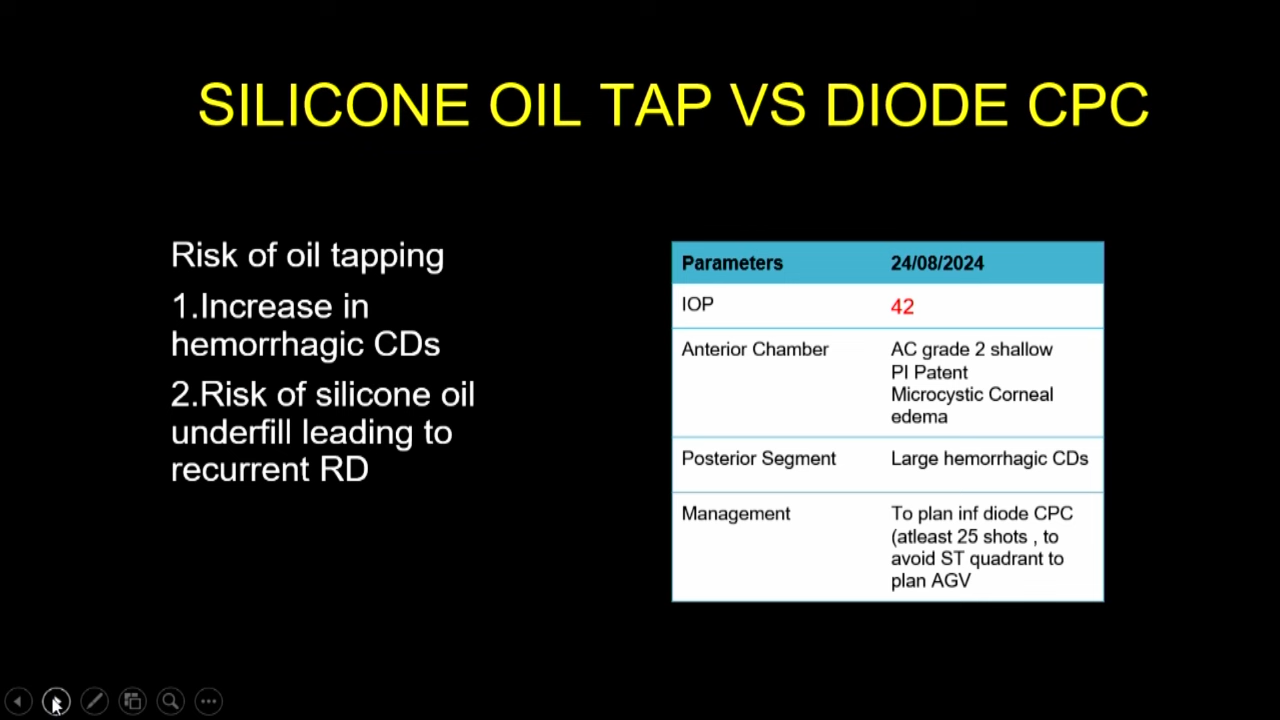 SILICONE OIL TAP VS DIODE CPC
Risk of oil tapping
1.Increase in
hemorrhagic CDs
2.Risk of silicone oil
underfill leading to
recurrent RD
Parameters 24/08/2024
IOP 42
Anterior Chamber AC grade 2 shallow
PI Patent
Microcystic Corneal
edema
Posterior Segment Large hemorrhagic CDs
Management To plan inf diode CPC
(atleast 25 shots , to
avoid ST quadrant to
plan AGV